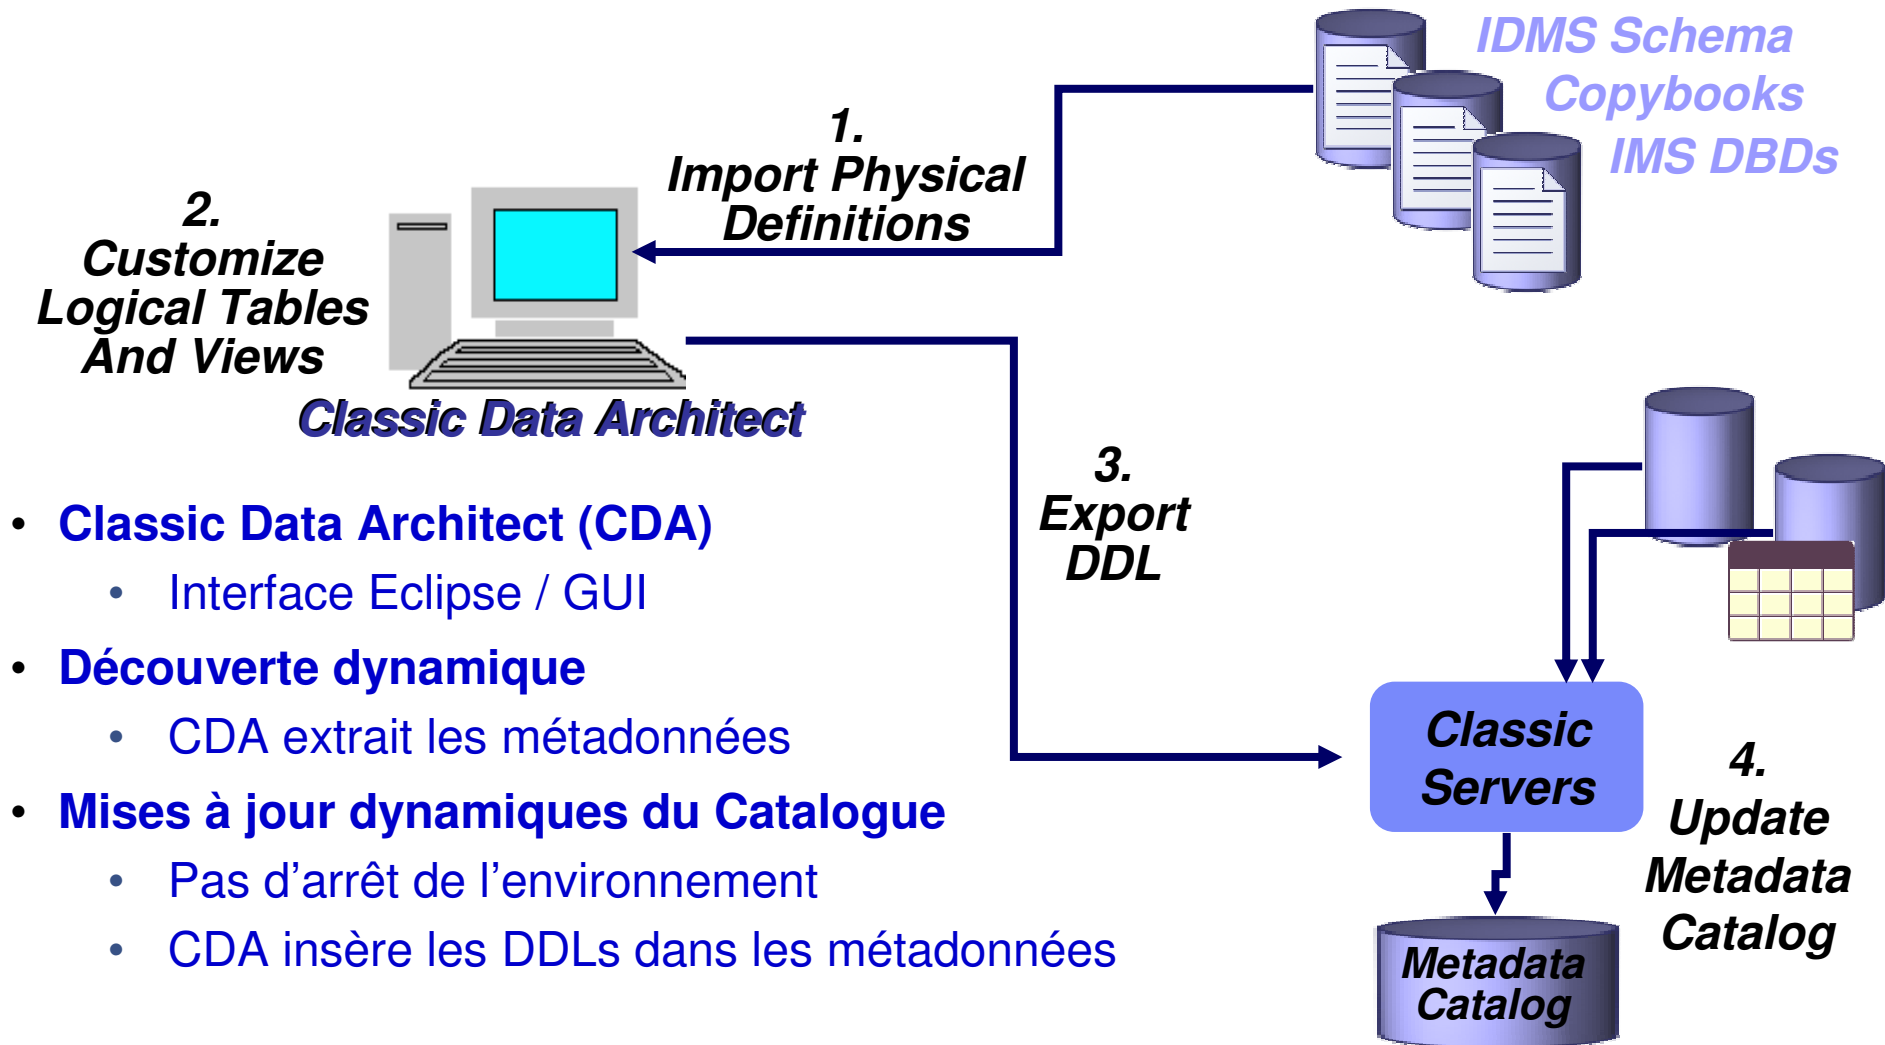 IDMS Schema
Copybooks
IMS DBDs
1.
Import Physical
Definitions
2.
Customize
Logical Tables
And Views
Classic Data Architect
3.
Export
DDL
• Classic Data Architect (CDA)
• Interface Eclipse / GUI
• Découverte dynamique
• CDA extrait les métadonnées
• Mises à jour dynamiques du Catalogue
• Pas d’arrêt de l’environnement
• CDA insère les DDLs dans les métadonnées
Classic
Servers
4.
Update
Metadata
Catalog
Metadata
Catalog